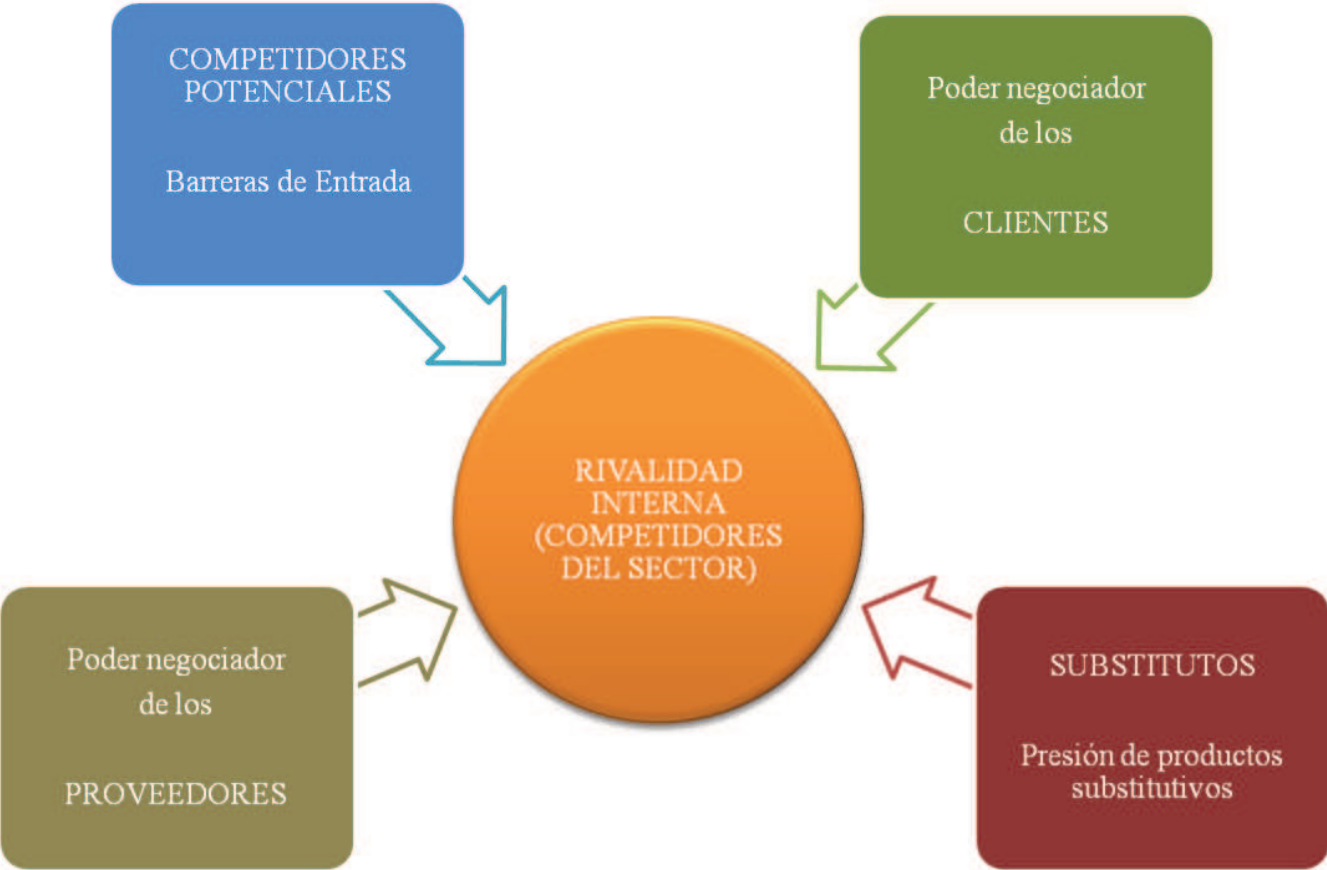 COMPETIDORES
POTENCIALES
Barreras de Entrada
Poder negociador
de los
CLIENTES
RIVALIDAD
INTERNA
(COMPETIDORES
DEL SECTOR)
Poder negociador
de los
PROVEEDORES
SUBSTITUTOS
Presión de productos
substitutivos